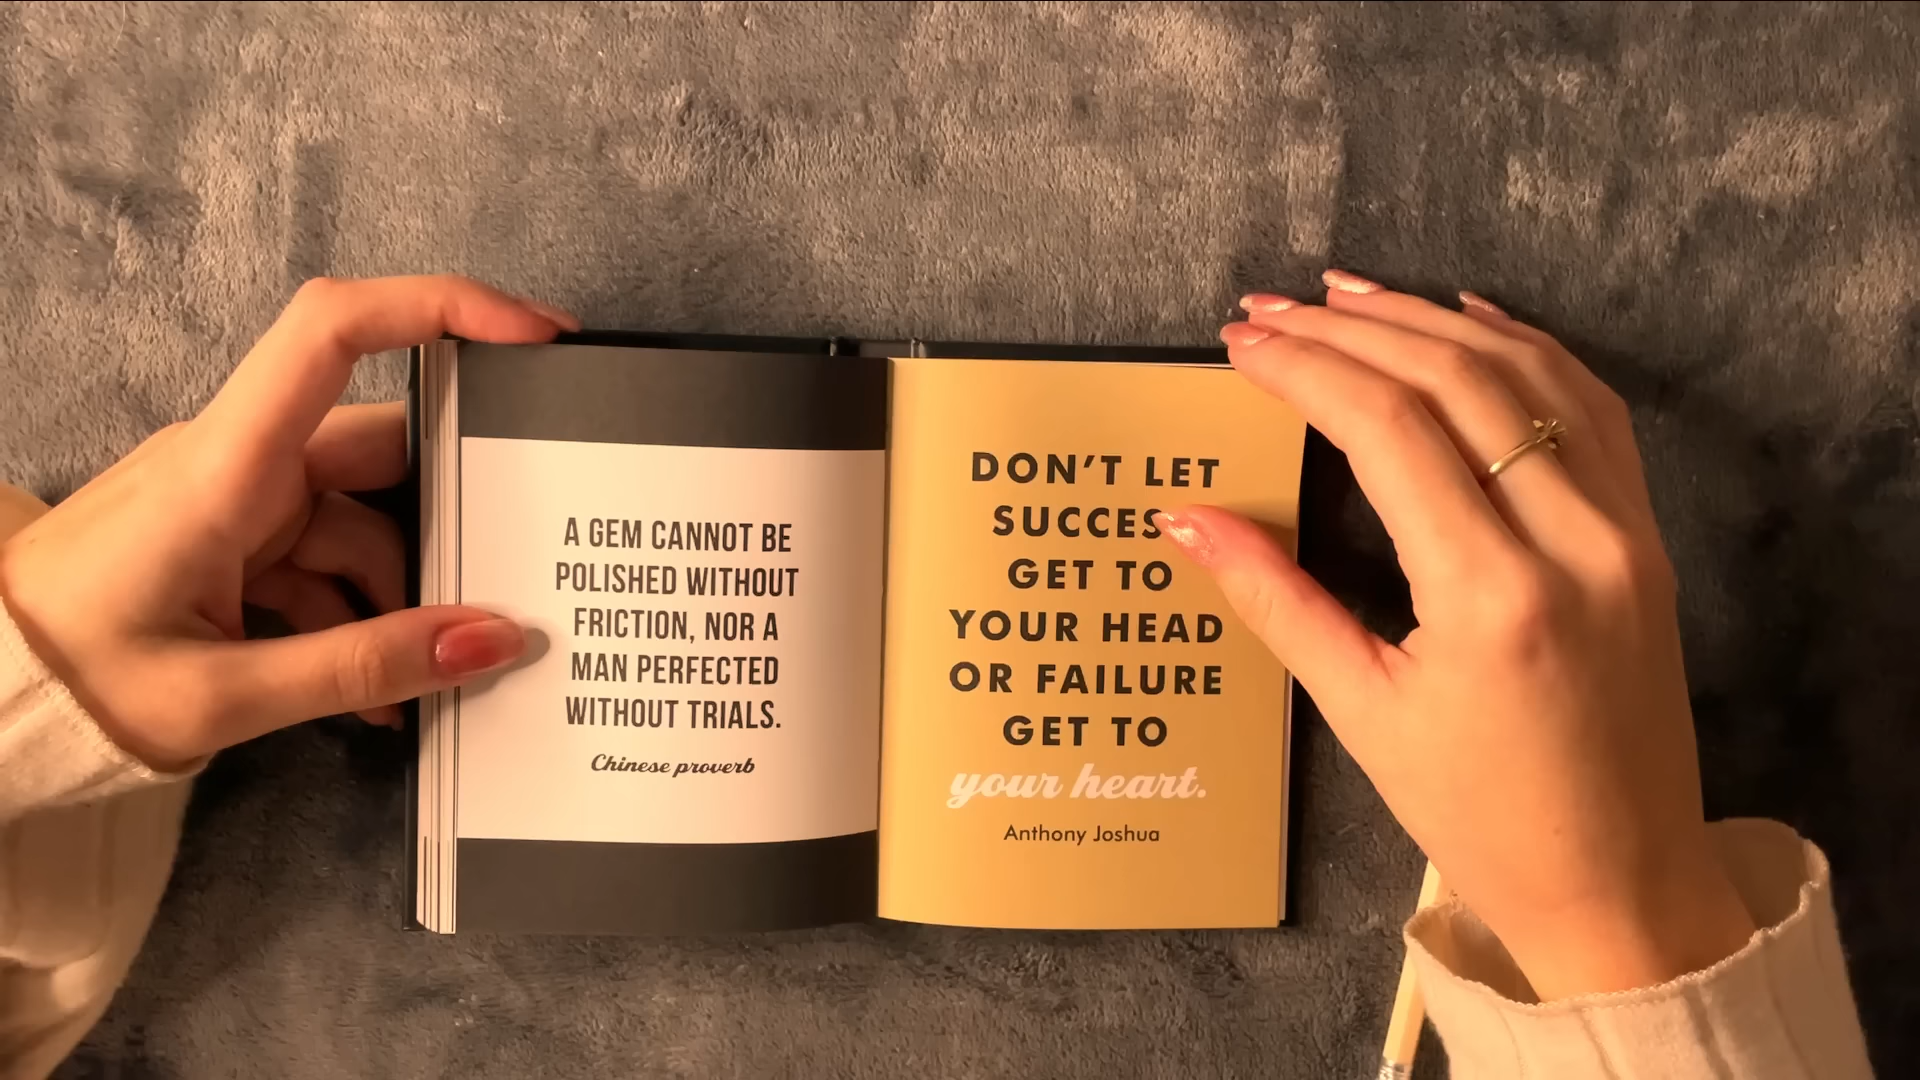 A GEM CANNOT BE
POLISHED WITHOUT
FRICTION, NOR A
MAN PERFECTED
WITHOUT TRIALS.
Chinese proverb
DON'T LET
SUCCESS
GET TO
YOUR HEAD
OR FAILURE
GET TO
your heart.
Anthony Joshua